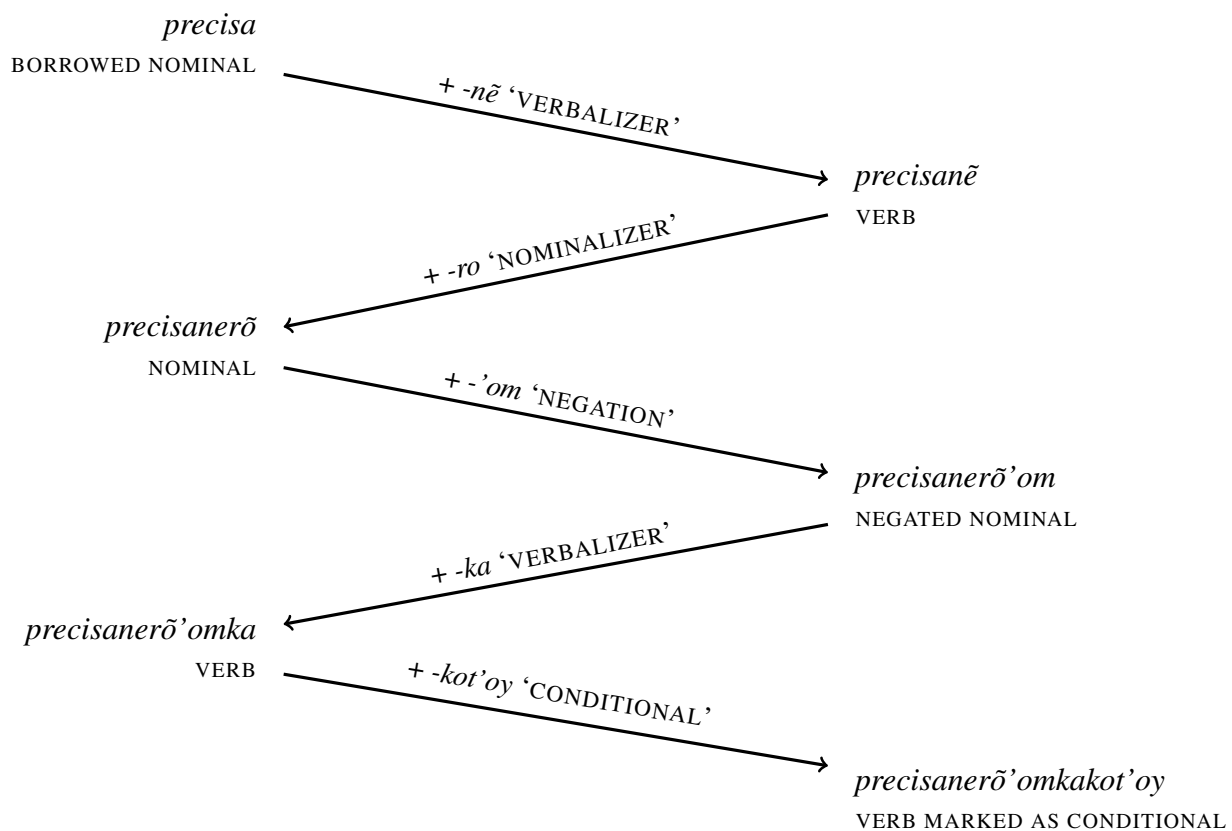 precisa
BORROWED NOMINAL
+ -nẽ ‘VERBALIZER’
precisanẽ
VERB
+ -ro ‘NOMINALIZER’
precisanerõ
NOMINAL
+ -’om ‘NEGATION’
precisanerõ’om
NEGATED NOMINAL
+ -ka ‘VERBALIZER’
precisanerõ’omka
VERB
+ -kot’oy ‘CONDITIONAL’
precisanerõ’omkakot’oy
VERB MARKED AS CONDITIONAL